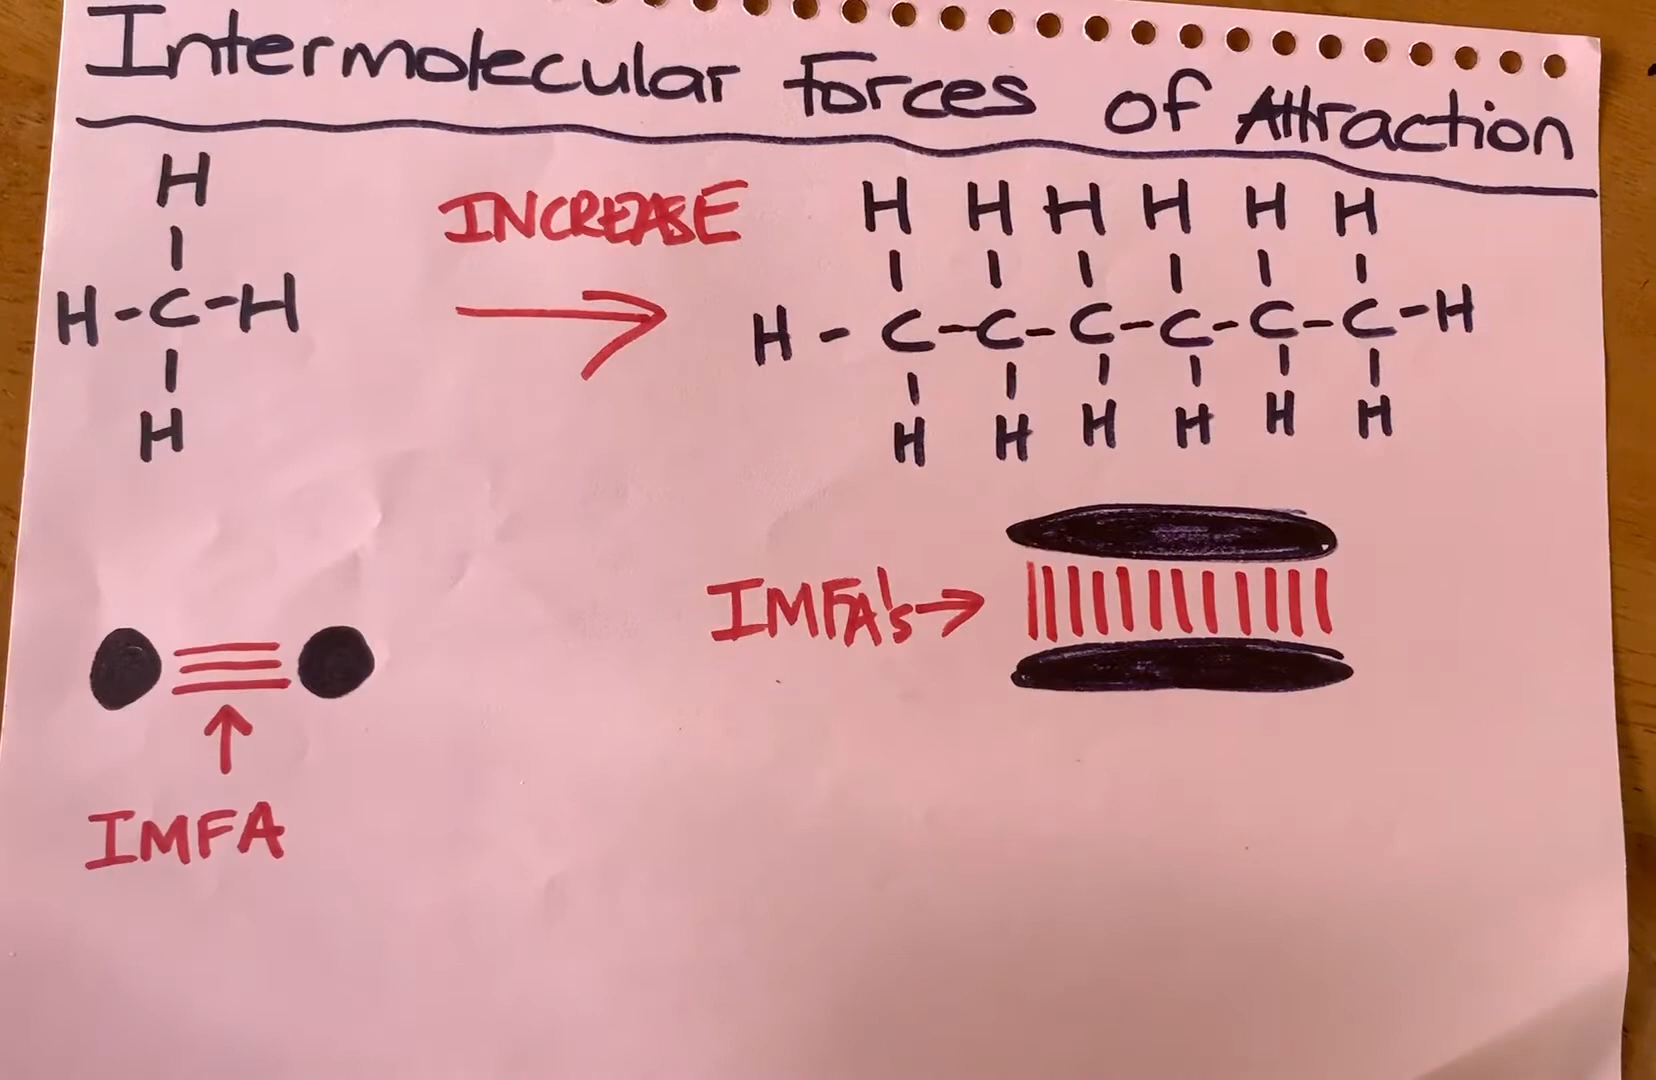 Intermolecular Forces of Attraction
H
H-C-H
H
INCREASE
H H H H H H
H-C-C-C-C-C-C-H
H H H H H H
IMFA's
IMFA